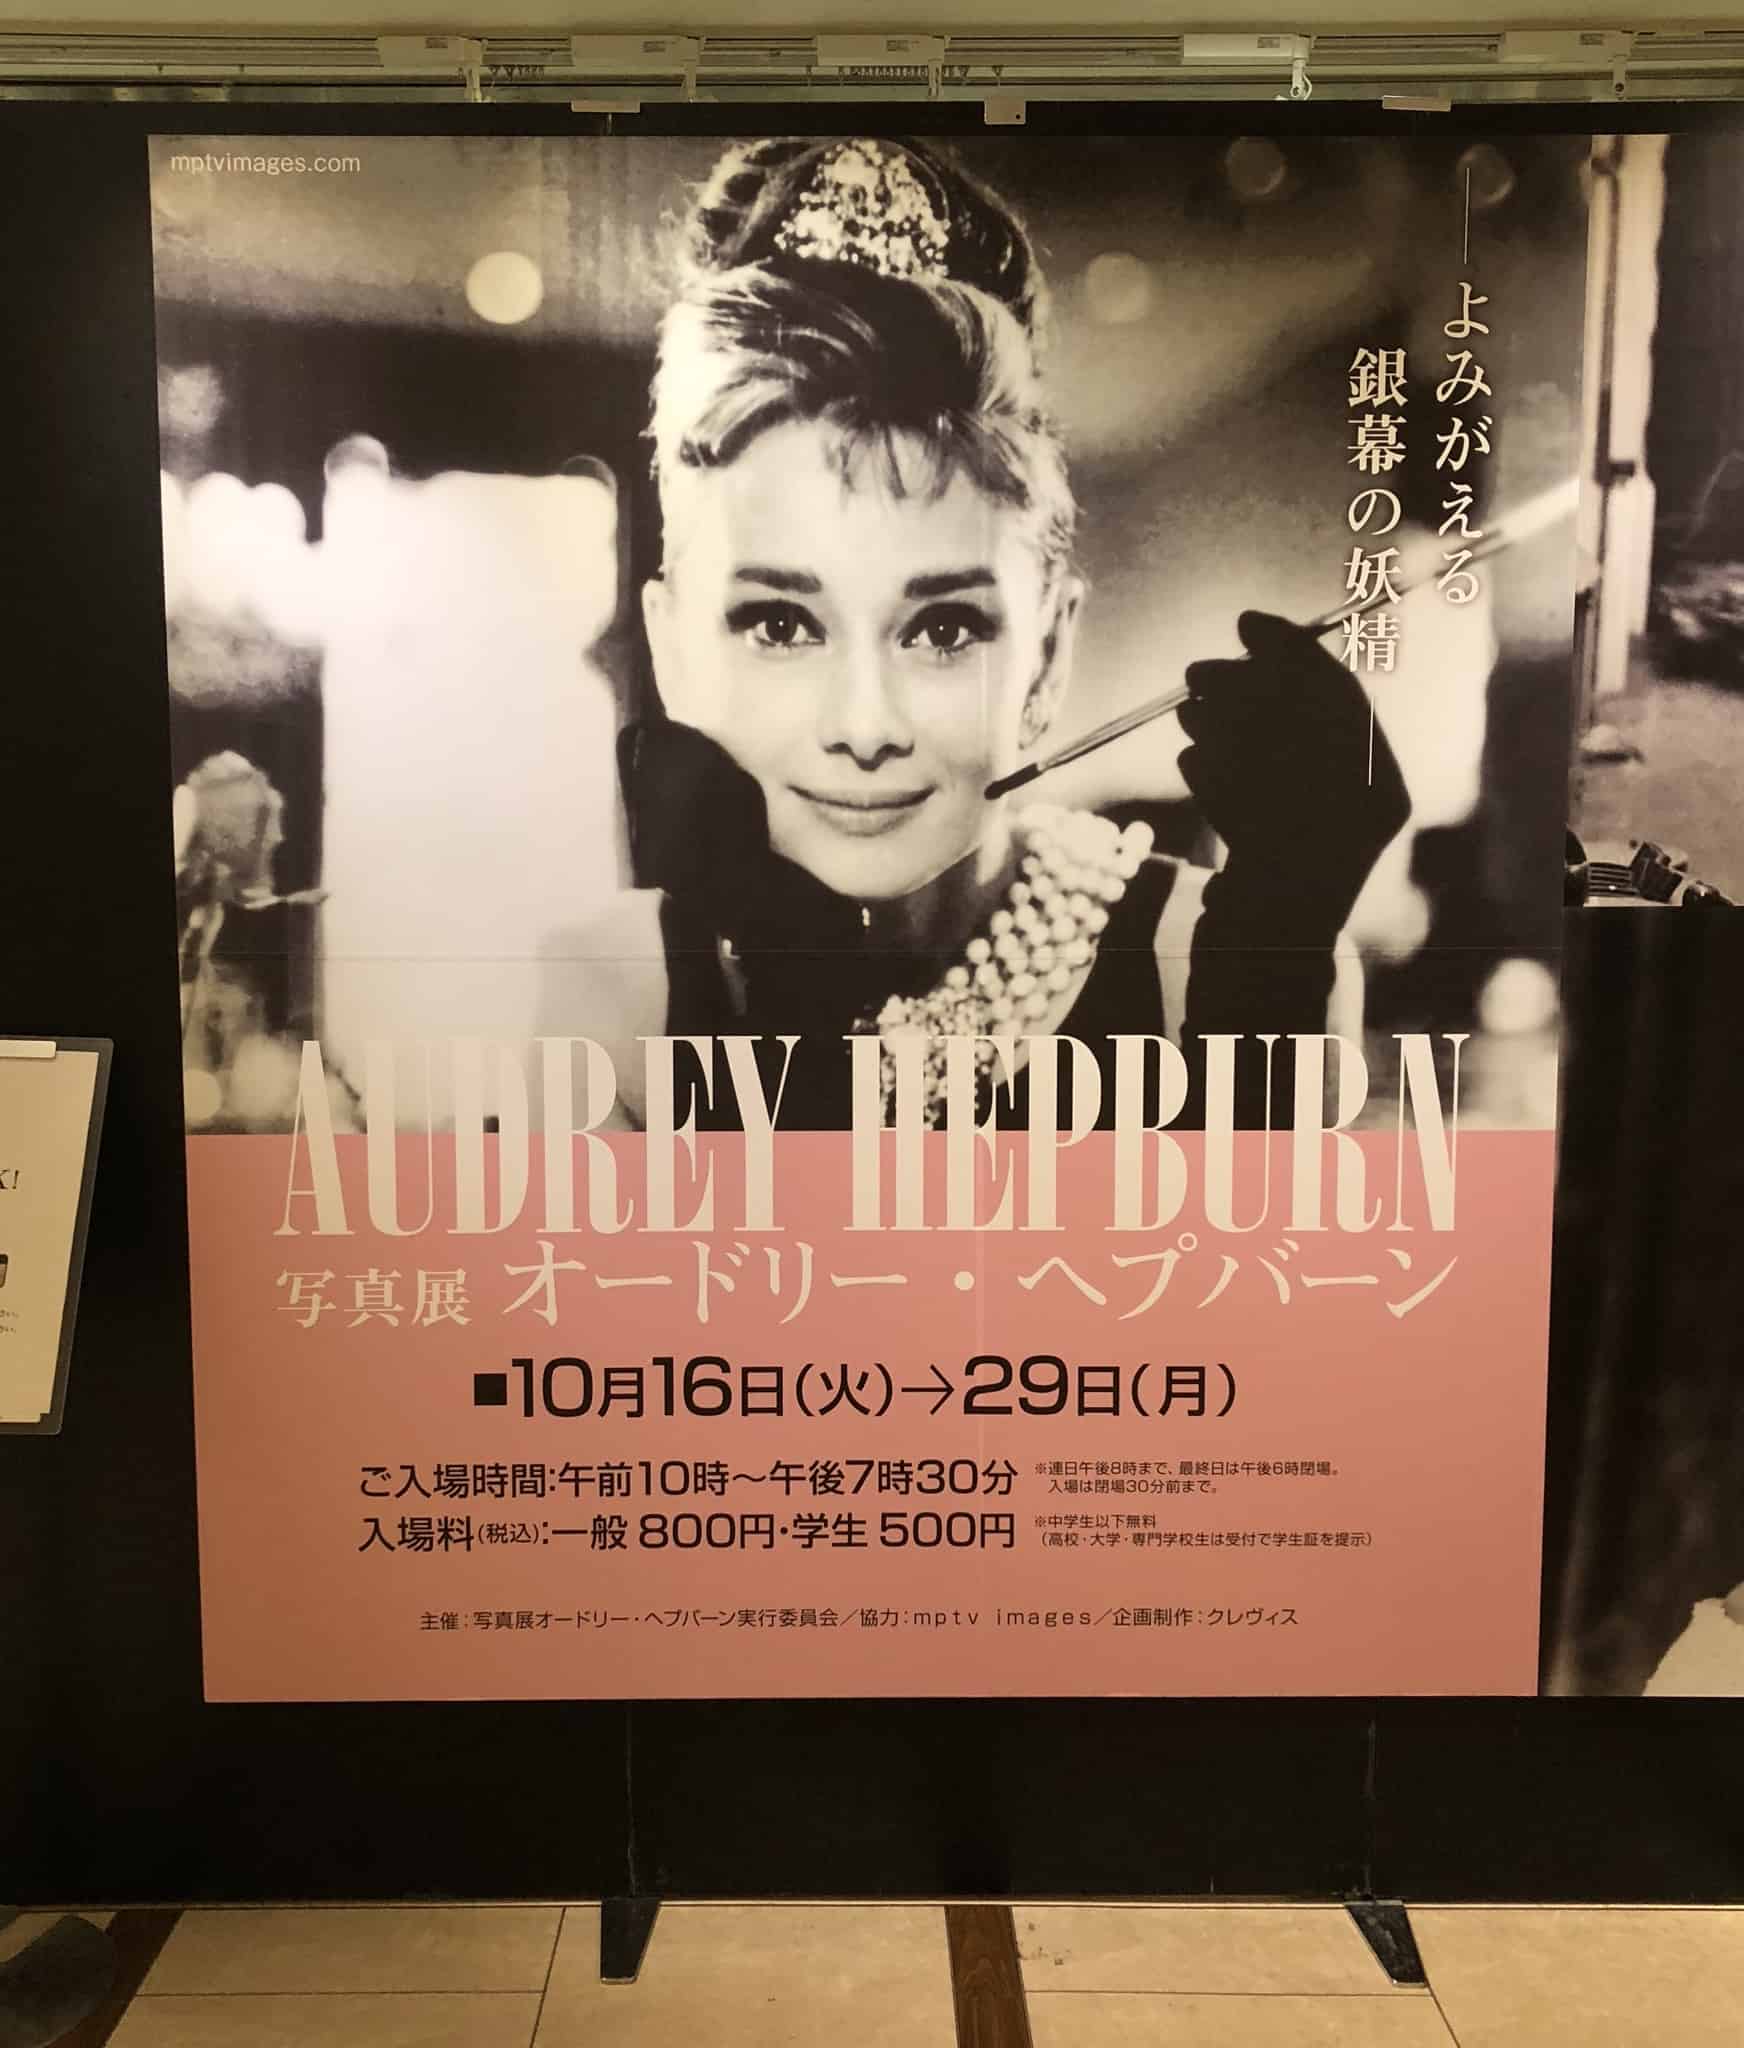 mptvimages.com
よみがえる
銀幕の妖精
AUDREY HEPBURN
写真展 オードリー・ヘプバーン
■10月16日(火)→29日(月)
ご入場時間:午前10時〜午後7時30分
※連日午後8時まで、最終日は午後6時閉場。
入場は閉場30分前まで。
入場料(税込):一般 800円・学生 500円
※中学生以下無料
(高校・大学・専門学校生は受付で学生証を提示)
主催:写真展オードリー・ヘプバーン実行委員会/協力:mptv images/企画制作:クレヴィス